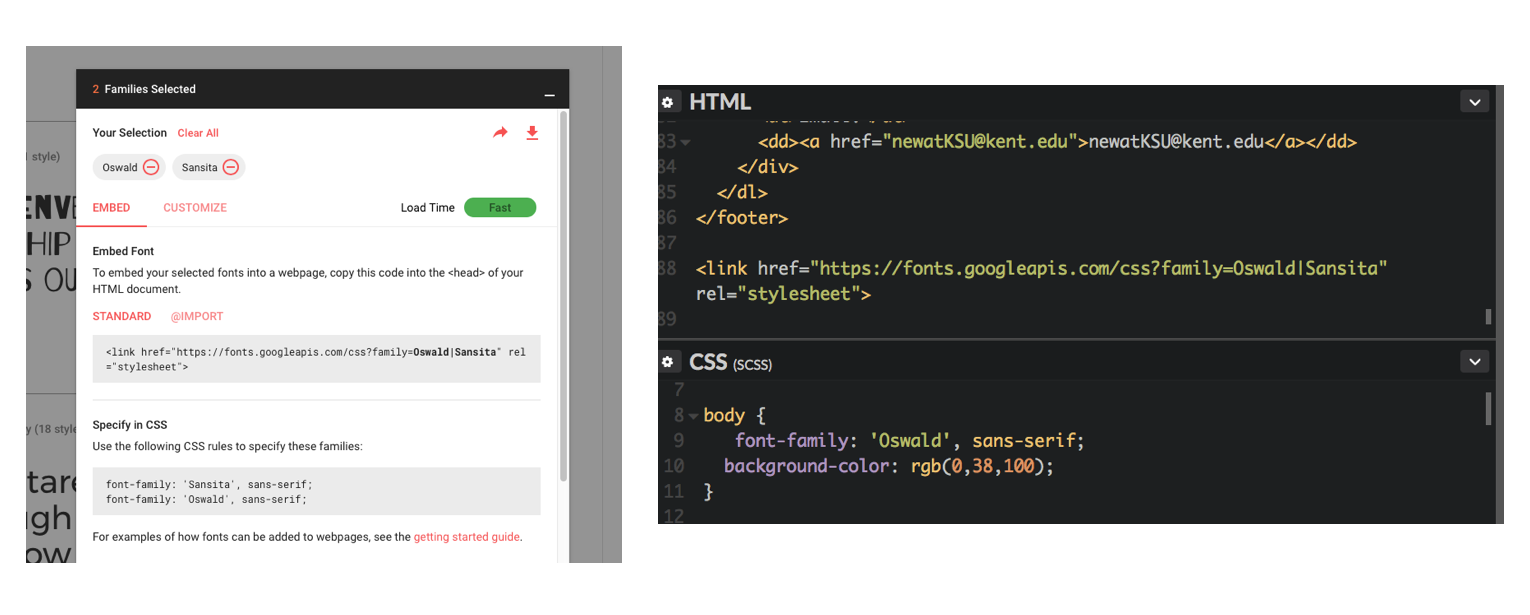 2 Families Selected
Your Selection Clear All
Oswald Sansita
EMBED CUSTOMIZE Load Time Fast
Embed Font
To embed your selected fonts into a webpage, copy this code into the <head> of your
HTML document.
STANDARD @IMPORT
<link href="https://fonts.googleapis.com/css?family=Oswald|Sansita" rel
="stylesheet">
Specify in CSS
Use the following CSS rules to specify these families:
font-family: 'Sansita', sans-serif;
font-family: 'Oswald', sans-serif;
For examples of how fonts can be added to webpages, see the getting started guide.
style)
ENV
HIP
S OU
y (18 style
tare
ugh
ow
HTML
83 <dd><a href="newatKSU@kent.edu">newatKSU@kent.edu</a></dd>
84 </div>
85 </dl>
86 </footer>
87
88 <link href="https://fonts.googleapis.com/css?family=Oswald|Sansita"
rel="stylesheet">
89
CSS (SCSS)
7
8 body {
9 font-family: 'Oswald', sans-serif;
10 background-color: rgb(0,38,100);
11 }
12